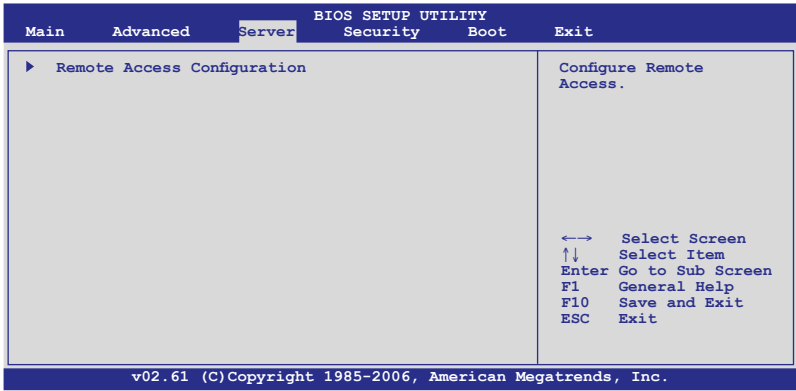 BIOS SETUP UTILITY
Main Advanced Server Security Boot Exit
Remote Access Configuration
Configure Remote
Access.
←→ Select Screen
↑↓ Select Item
Enter Go to Sub Screen
F1 General Help
F10 Save and Exit
ESC Exit
v02.61 (C)Copyright 1985-2006, American Megatrends, Inc.